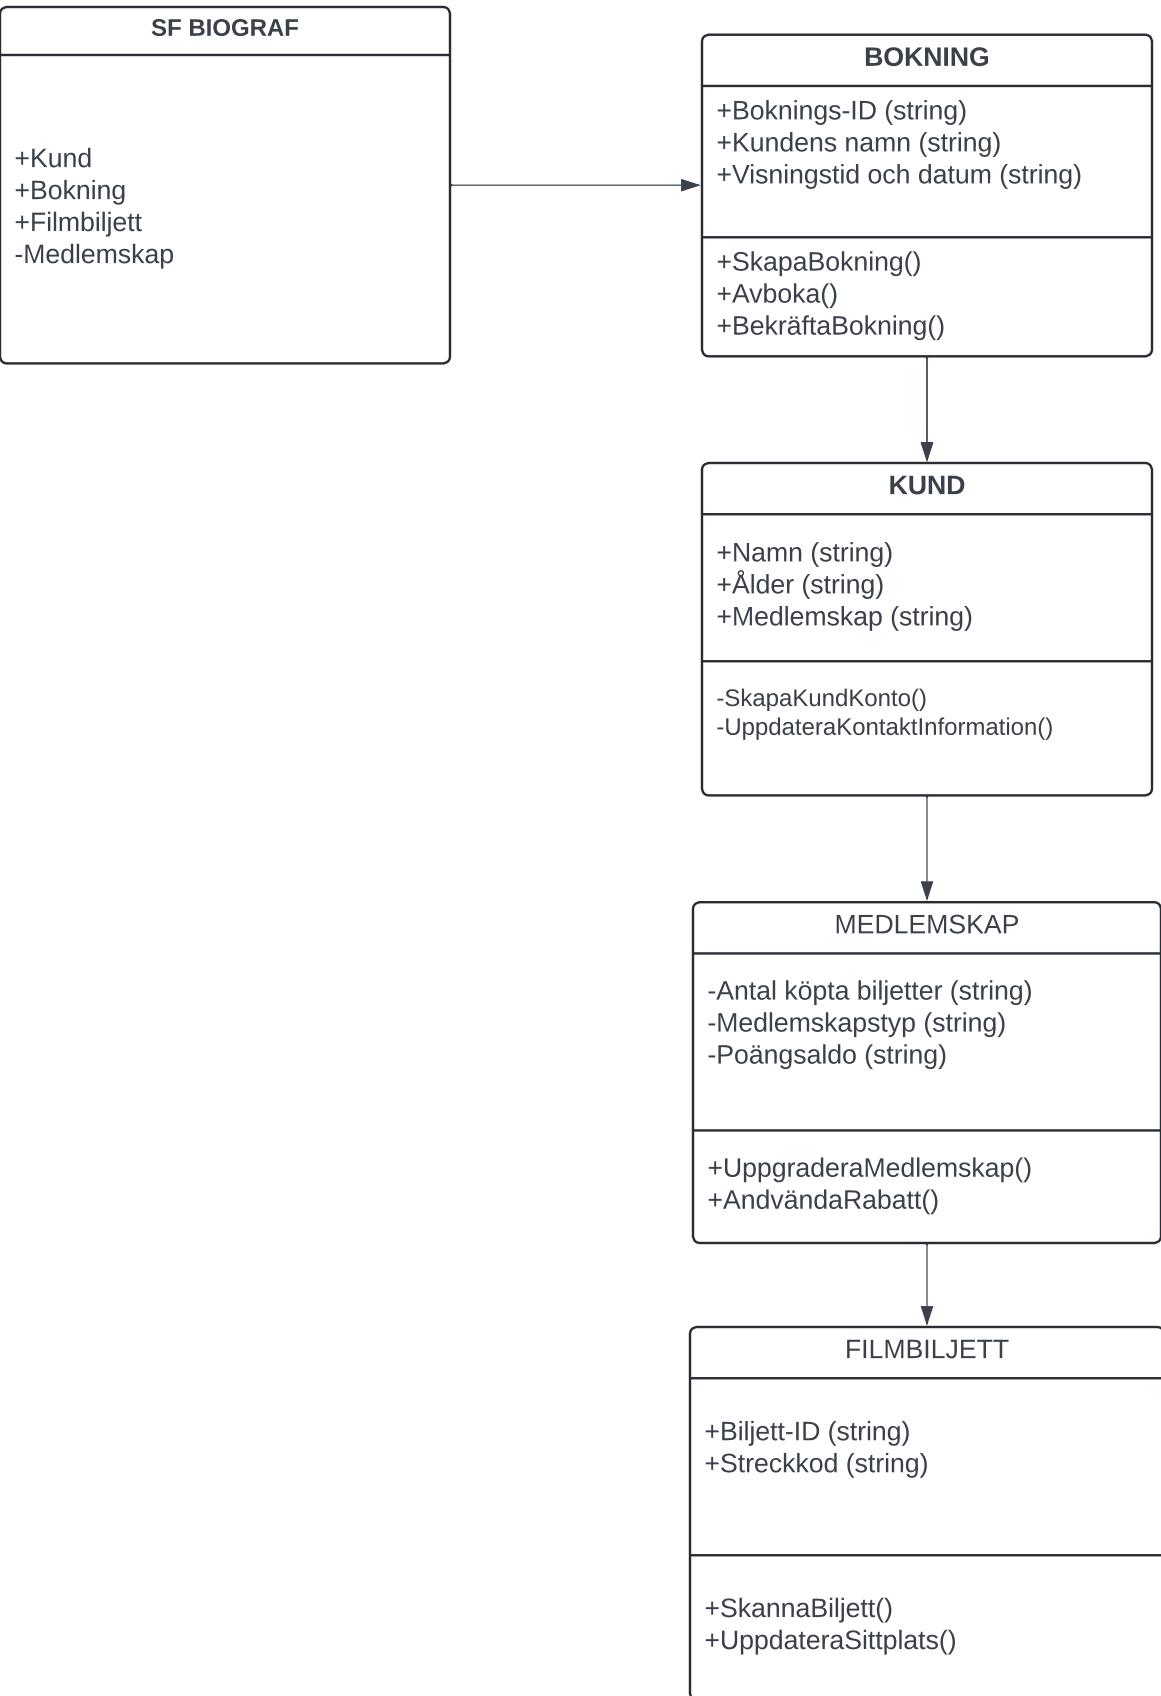 SF BIOGRAF
+Kund
+Bokning
+Filmbiljett
-Medlemskap
BOKNING
+Boknings-ID (string)
+Kundens namn (string)
+Visningstid och datum (string)
+SkapaBokning()
+Avboka()
+BekräftaBokning()
KUND
+Namn (string)
+Ålder (string)
+Medlemskap (string)
-SkapaKundKonto()
-UppdateraKontaktInformation()
MEDLEMSKAP
-Antal köpta biljetter (string)
-Medlemskapstyp (string)
-Poängsaldo (string)
+UppgraderaMedlemskap()
+AndvändaRabatt()
FILMBILJETT
+Biljett-ID (string)
+Streckkod (string)
+SkannaBiljett()
+UppdateraSittplats()